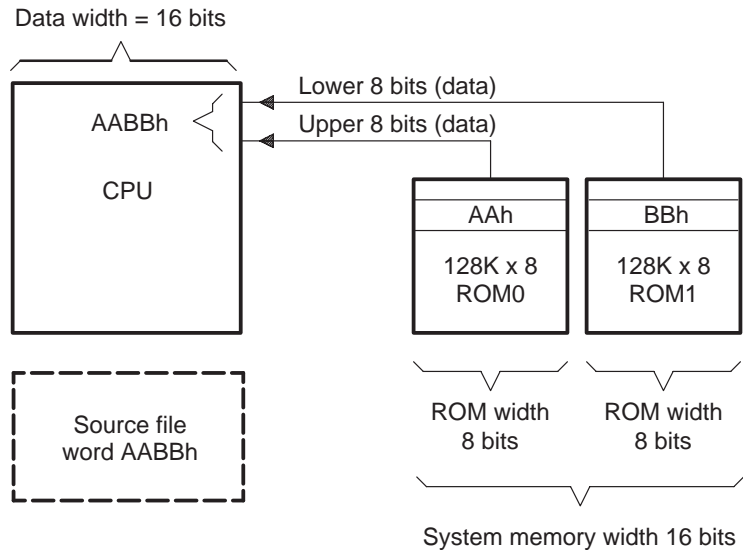 Data width = 16 bits
Lower 8 bits (data)
AABBh
Upper 8 bits (data)
CPU
AAh
BBh
128K x 8
ROM0
128K x 8
ROM1
Source file
word AABBh
ROM width
8 bits
ROM width
8 bits
System memory width 16 bits